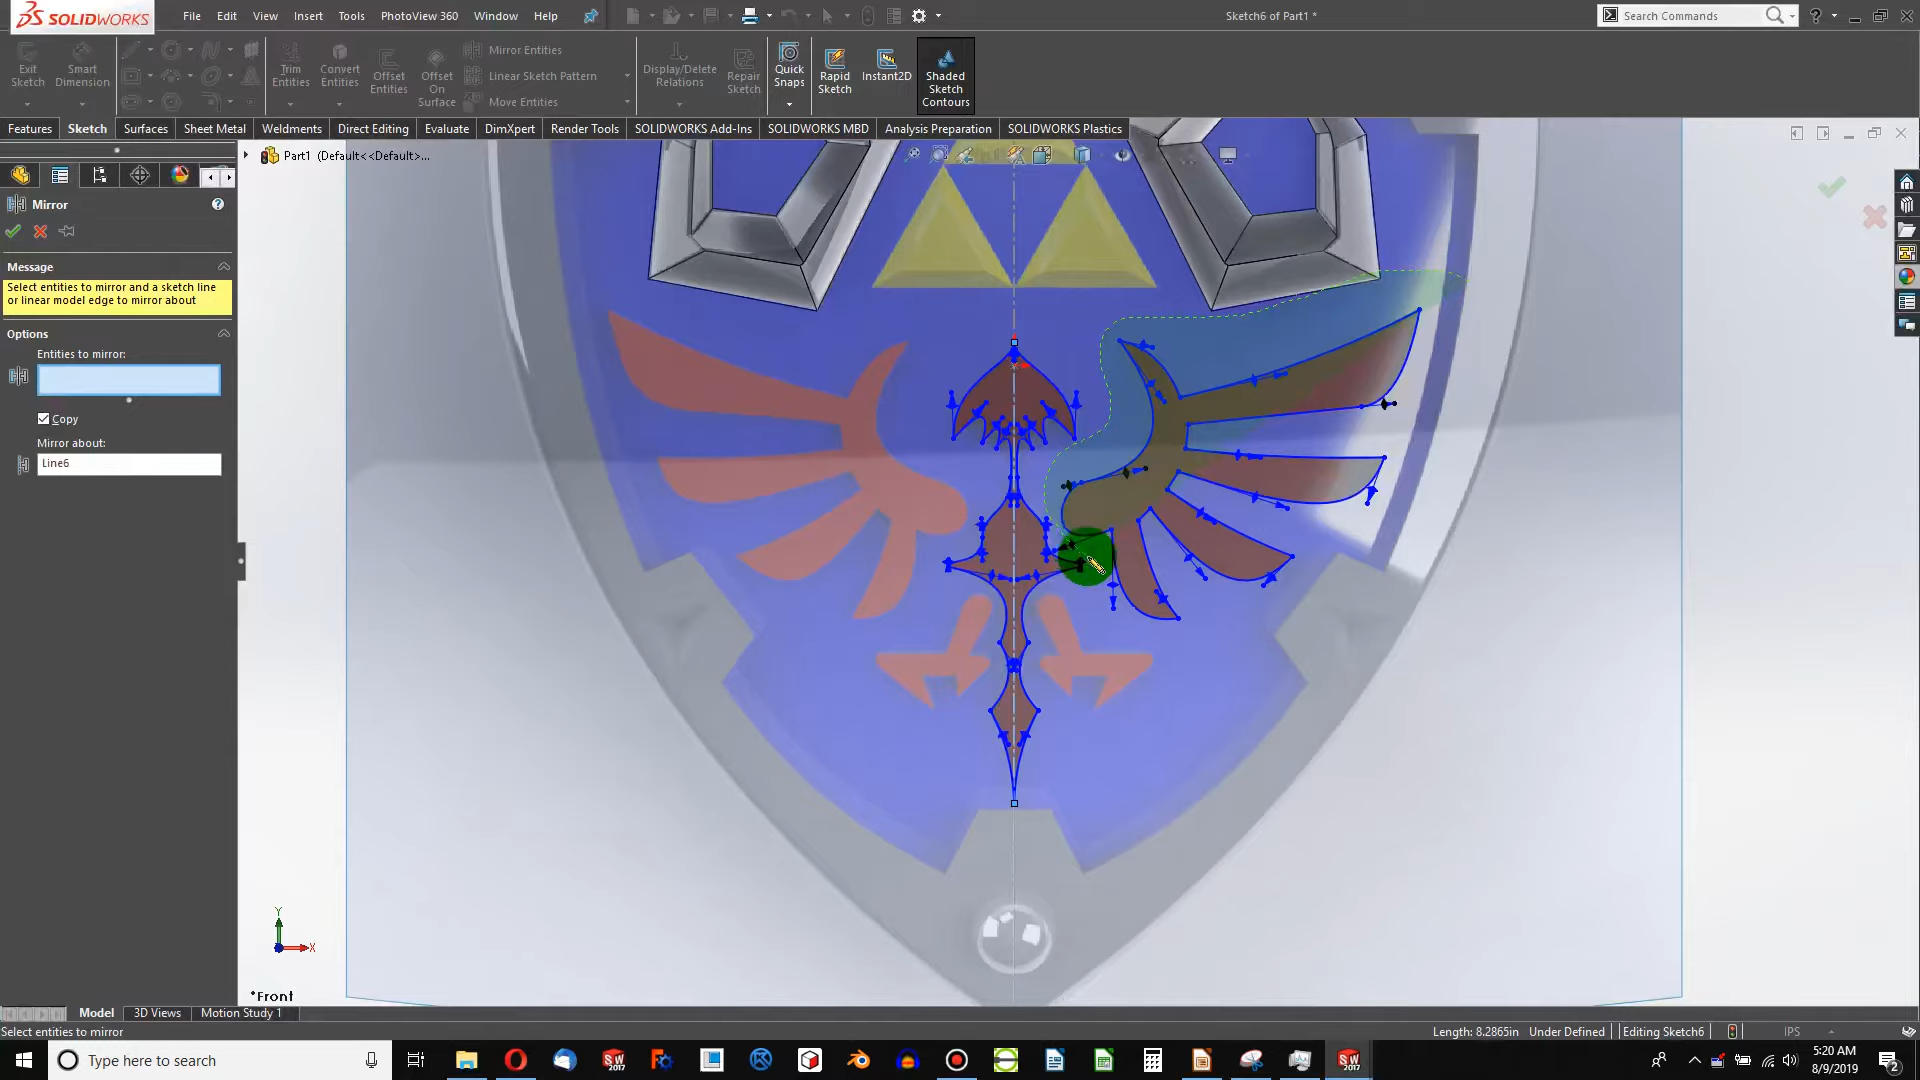 SOLIDWORKS
File Edit View Insert Tools PhotoView 360 Window Help
Sketch6 of Part1 *
Search Commands
Exit Sketch
Smart Dimension
Trim Entities
Convert Entities
Offset Entities
Offset On Surface
Mirror Entities
Linear Sketch Pattern
Move Entities
Display/Delete Relations
Repair Sketch
Quick Snaps
Rapid Sketch
Instant2D
Shaded Sketch Contours
Features Sketch Surfaces Sheet Metal Weldments Direct Editing Evaluate DimXpert Render Tools SOLIDWORKS Add-Ins SOLIDWORKS MBD Analysis Preparation SOLIDWORKS Plastics
Part1 (Default<<Default>...
Mirror
Message
Select entities to mirror and a sketch line
or linear model edge to mirror about
Options
Entities to mirror:
Copy
Mirror about:
Line6
Y
X
*Front
Model 3D Views Motion Study 1
Select entities to mirror
Length: 8.2865in Under Defined Editing Sketch6 IPS
Type here to search
SW
2017
SW
2017
5:20 AM
8/9/2019
2